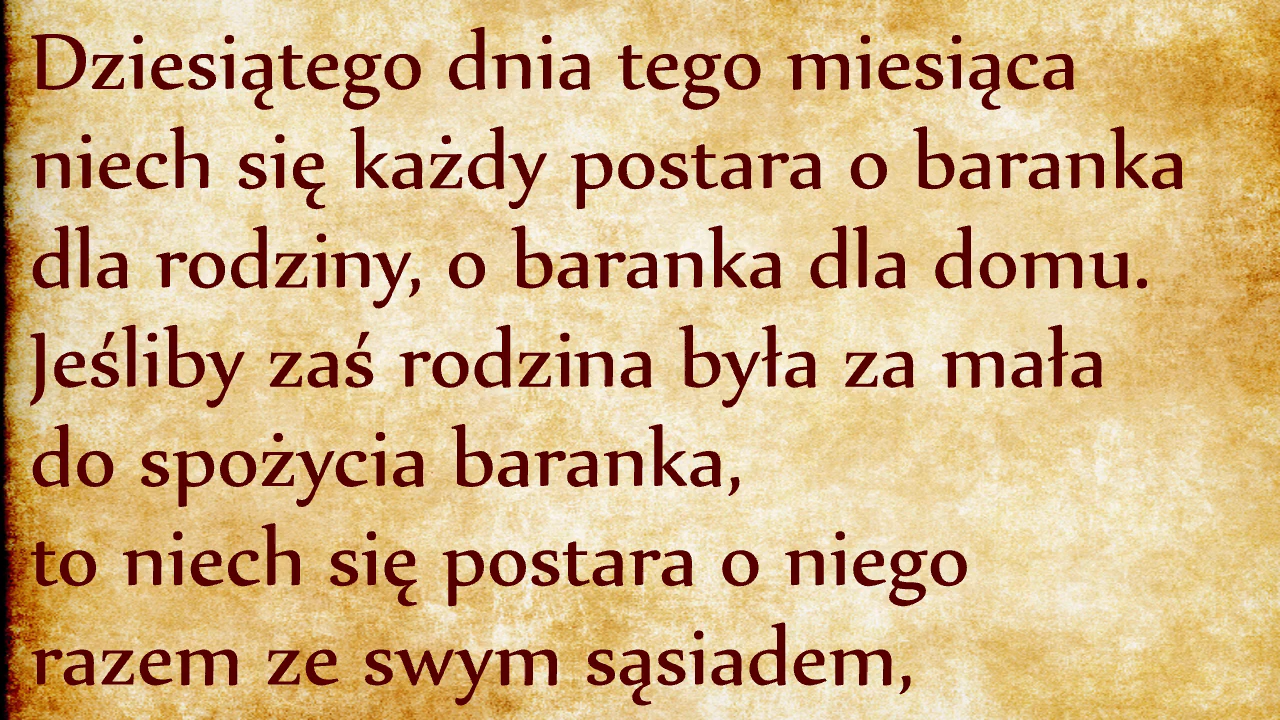 Dziesiątego dnia tego miesiąca
niech się każdy postara o baranka
dla rodziny, o baranka dla domu.
Jeśliby zaś rodzina była za mała
do spożycia baranka,
to niech się postara o niego
razem ze swym sąsiadem,